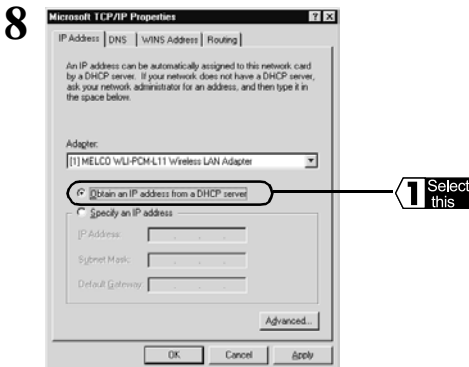 8
Microsoft TCP/IP Properties
IP Address DNS WINS Address Routing
An IP address can be automatically assigned to this network card
by a DHCP server. If your network does not have a DHCP server,
ask your network administrator for an address, and then type it in
the space below.
Adapter:
[1] MELCO WLI-PCM-L11 Wireless LAN Adapter
Obtain an IP address from a DHCP server
1 Select
this
Specify an IP address
IP Address:
Subnet Mask:
Default Gateway:
Advanced...
OK Cancel Apply